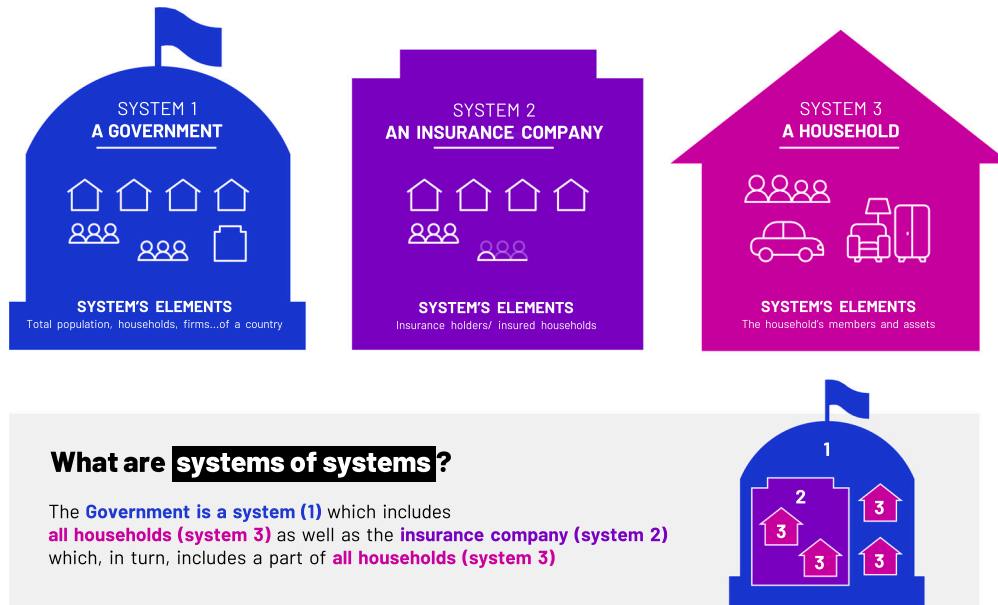 SYSTEM 1
A GOVERNMENT
SYSTEM'S ELEMENTS
Total population, households, firms...of a country
SYSTEM 2
AN INSURANCE COMPANY
SYSTEM'S ELEMENTS
Insurance holders/ insured households
SYSTEM 3
A HOUSEHOLD
SYSTEM'S ELEMENTS
The household's members and assets
What are systems of systems?
The Government is a system (1) which includes
all households (system 3) as well as the insurance company (system 2)
which, in turn, includes a part of all households (system 3)
1
2
3
3
3
3